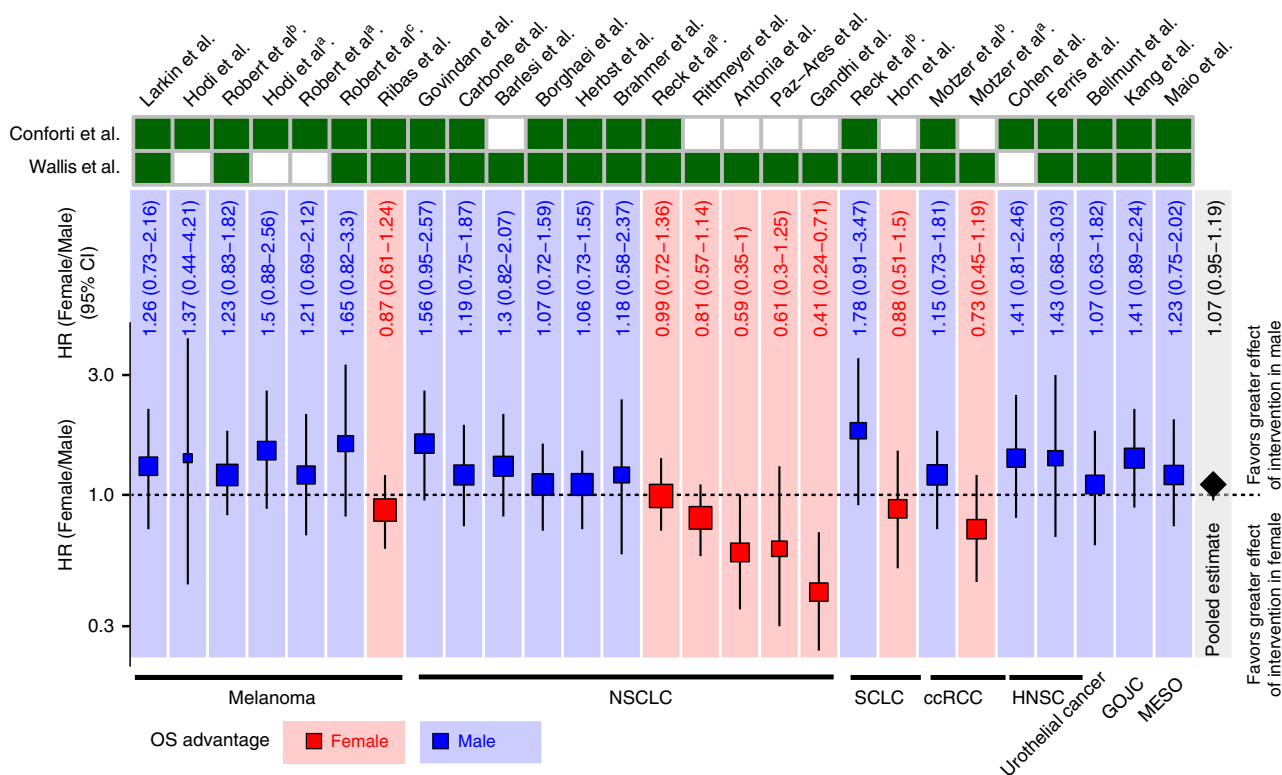 Larkin et al.
Hodi et al.
Robert et alᵇ.
Hodi et alᵃ.
Robert et alᵃ.
Robert et alᶜ.
Ribas et al.
Govindan et al.
Carbone et al.
Barlesi et al.
Borghaei et al.
Herbst et al.
Brahmer et al.
Reck et alᵃ.
Rittmeyer et al.
Antonia et al.
Paz–Ares et al.
Gandhi et al.
Reck et alᵇ.
Horn et al.
Motzer et alᵇ.
Motzer et alᵃ.
Cohen et al.
Ferris et al.
Bellmunt et al.
Kang et al.
Maio et al.
Conforti et al.
Wallis et al.
HR (Female/Male)
(95% CI)
1.26 (0.73–2.16)
1.37 (0.44–4.21)
1.23 (0.83–1.82)
1.5 (0.88–2.56)
1.21 (0.69–2.12)
1.65 (0.82–3.3)
0.87 (0.61–1.24)
1.56 (0.95–2.57)
1.19 (0.75–1.87)
1.3 (0.82–2.07)
1.07 (0.72–1.59)
1.06 (0.73–1.55)
1.18 (0.58–2.37)
0.99 (0.72–1.36)
0.81 (0.57–1.14)
0.59 (0.35–1)
0.61 (0.3–1.25)
0.41 (0.24–0.71)
1.78 (0.91–3.47)
0.88 (0.51–1.5)
1.15 (0.73–1.81)
0.73 (0.45–1.19)
1.41 (0.81–2.46)
1.43 (0.68–3.03)
1.07 (0.63–1.82)
1.41 (0.89–2.24)
1.23 (0.75–2.02)
1.07 (0.95–1.19)
Favors greater effect
of intervention in male
HR (Female/Male)
3.0
1.0
0.3
Pooled estimate
Favors greater effect
of intervention in female
Melanoma
NSCLC
SCLC
ccRCC
HNSC
Urothelial cancer
GOJC
MESO
OS advantage
Female
Male